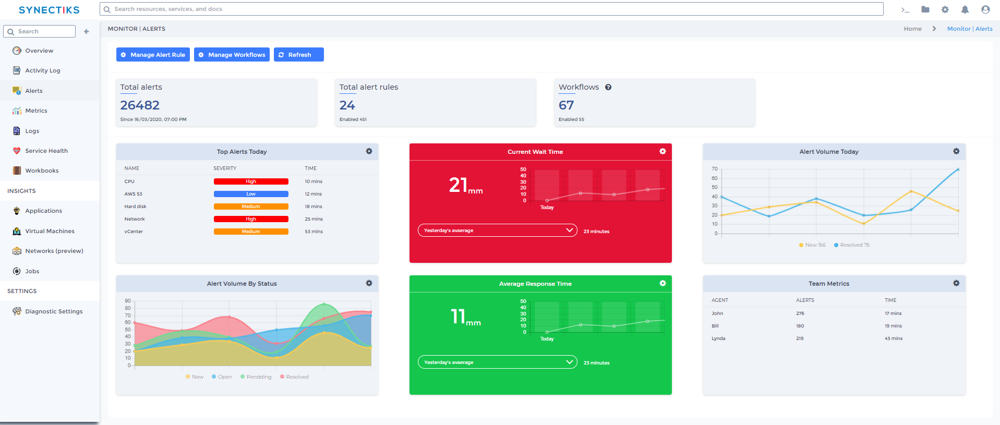 SYNECTIKS
Search resources, services, and docs
>_
Search
MONITOR | ALERTS
Home
Monitor | Alerts
Overview
Activity Log
Alerts
Metrics
Logs
Service Health
Workbooks
INSIGHTS
Applications
Virtual Machines
Networks (preview)
Jobs
SETTINGS
Diagnostic Settings
Manage Alert Rule
Manage Workflows
Refresh
Total alerts
26482
Since 16/03/2020, 07:00 PM
Total alert rules
24
Enabled 451
Workflows ?
67
Enabled 55
Top Alerts Today
NAME SEVERITY TIME
CPU High 10 mins
AWS S3 Low 12 mins
Hard disk Medium 18 mins
Network High 25 mins
vCenter Medium 53 mins
Current Wait Time
21mm
50
40
30
20
10
0
Today
Yesterday's avaerage
23 minutes
Alert Volume Today
70
60
50
40
30
20
10
0
New 156 Resolved 75
Alert Volume By Status
90
80
70
60
50
40
30
20
10
0
New Open Pendding Resolved
Average Response Time
11mm
50
40
30
20
10
0
Today
Yesterday's avaerage
23 minutes
Team Metrics
AGENT ALERTS TIME
John 276 17 mins
Bill 180 19 mins
Lynda 219 43 mins